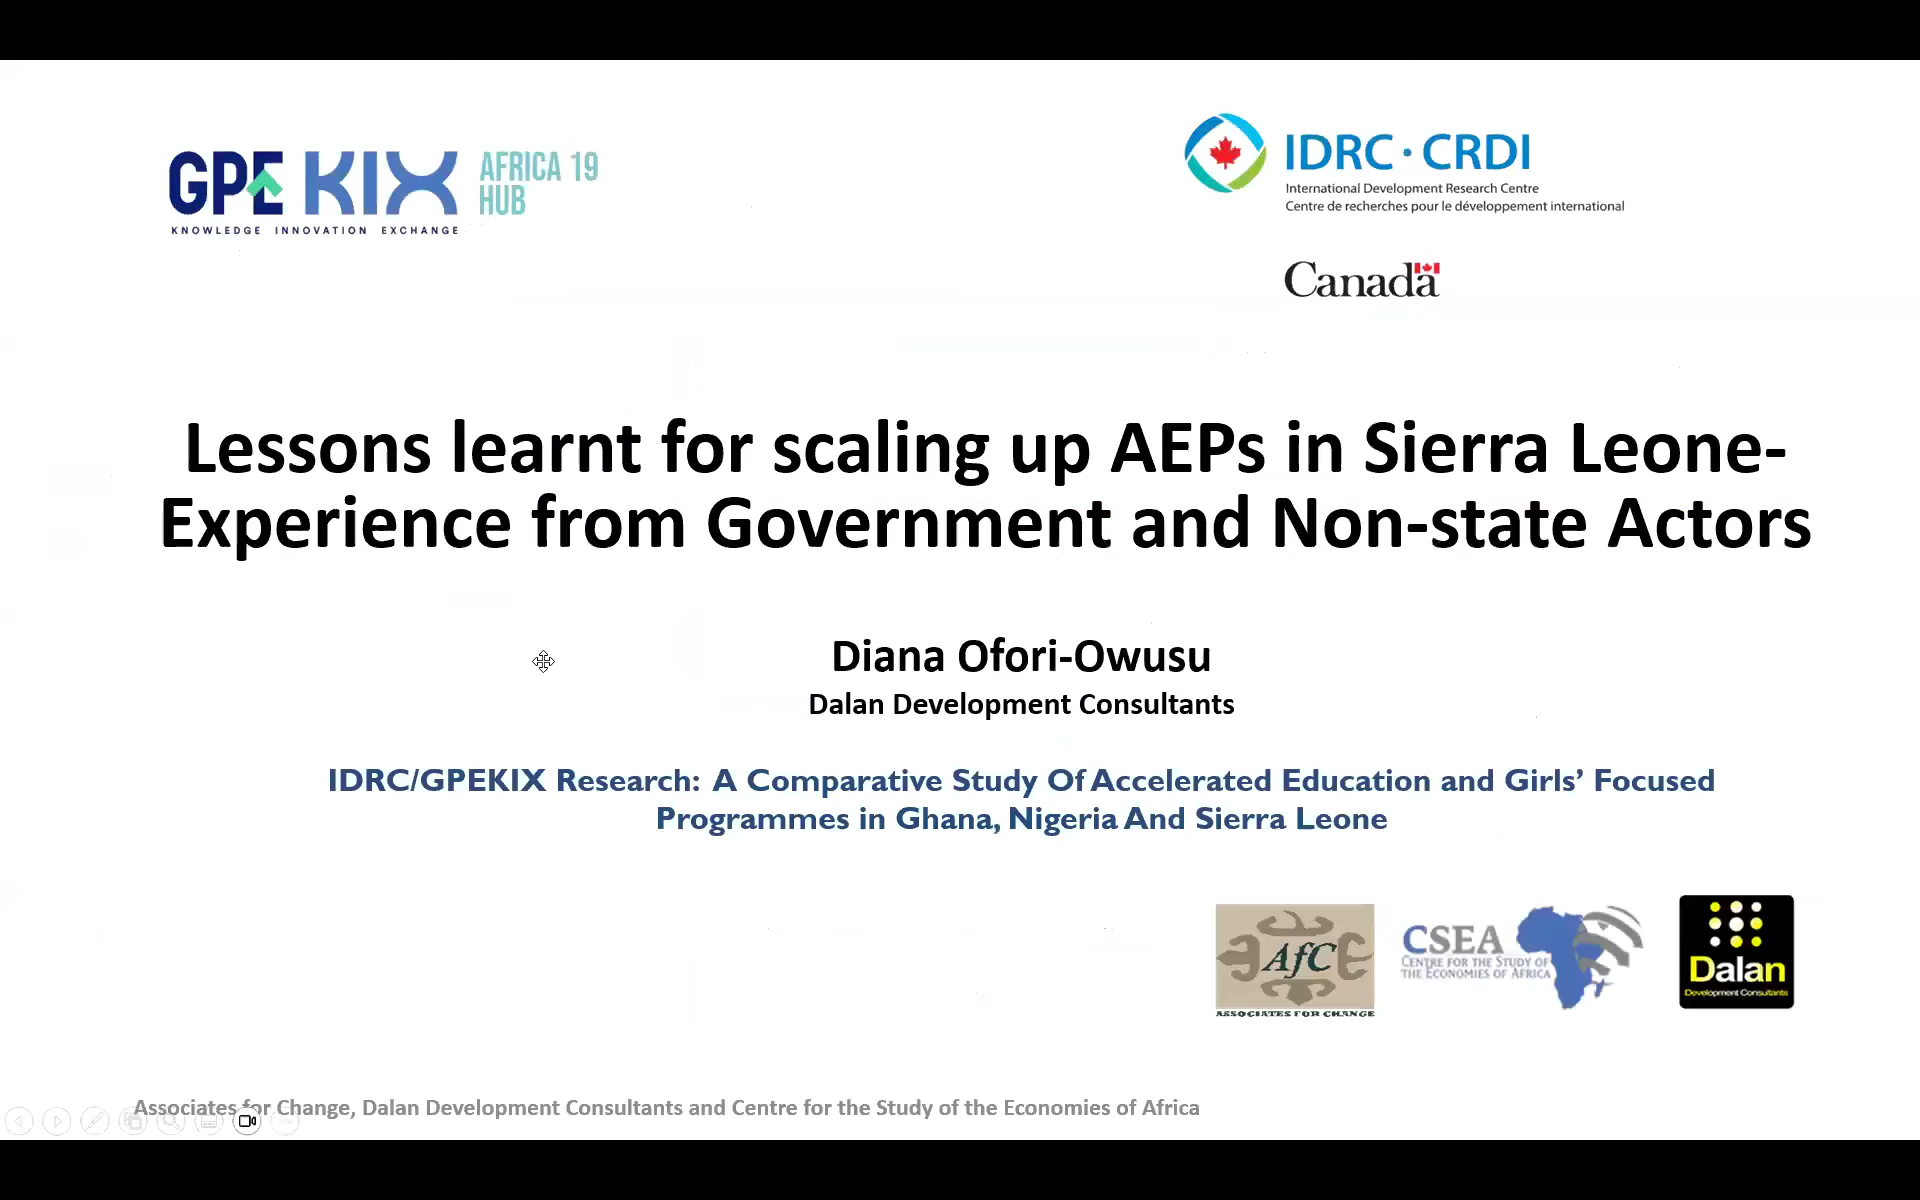 GPE KIX AFRICA 19 HUB
KNOWLEDGE INNOVATION EXCHANGE
IDRC · CRDI
International Development Research Centre
Centre de recherches pour le développement international
Canada
Lessons learnt for scaling up AEPs in Sierra Leone-
Experience from Government and Non-state Actors
Diana Ofori-Owusu
Dalan Development Consultants
IDRC/GPEKIX Research: A Comparative Study Of Accelerated Education and Girls’ Focused
Programmes in Ghana, Nigeria And Sierra Leone
AfC
ASSOCIATES FOR CHANGE
CSEA
CENTRE FOR THE STUDY OF
THE ECONOMIES OF AFRICA
Dalan
Development Consultants
Associates for Change, Dalan Development Consultants and Centre for the Study of the Economies of Africa